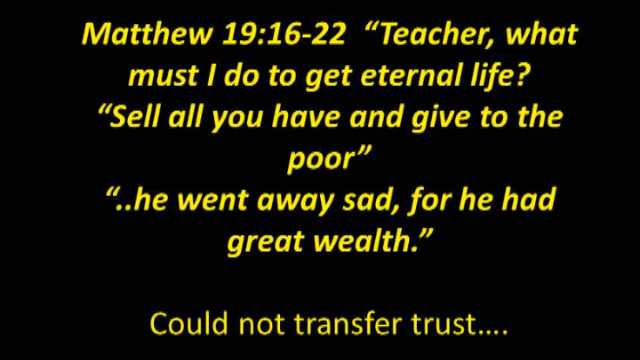 Matthew 19:16-22  “Teacher, what
must I do to get eternal life?
“Sell all you have and give to the
poor”
“..he went away sad, for he had
great wealth.”
Could not transfer trust….